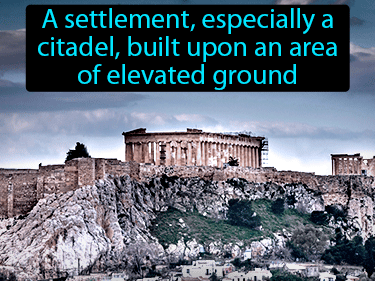 A settlement, especially a
citadel, built upon an area
of elevated ground